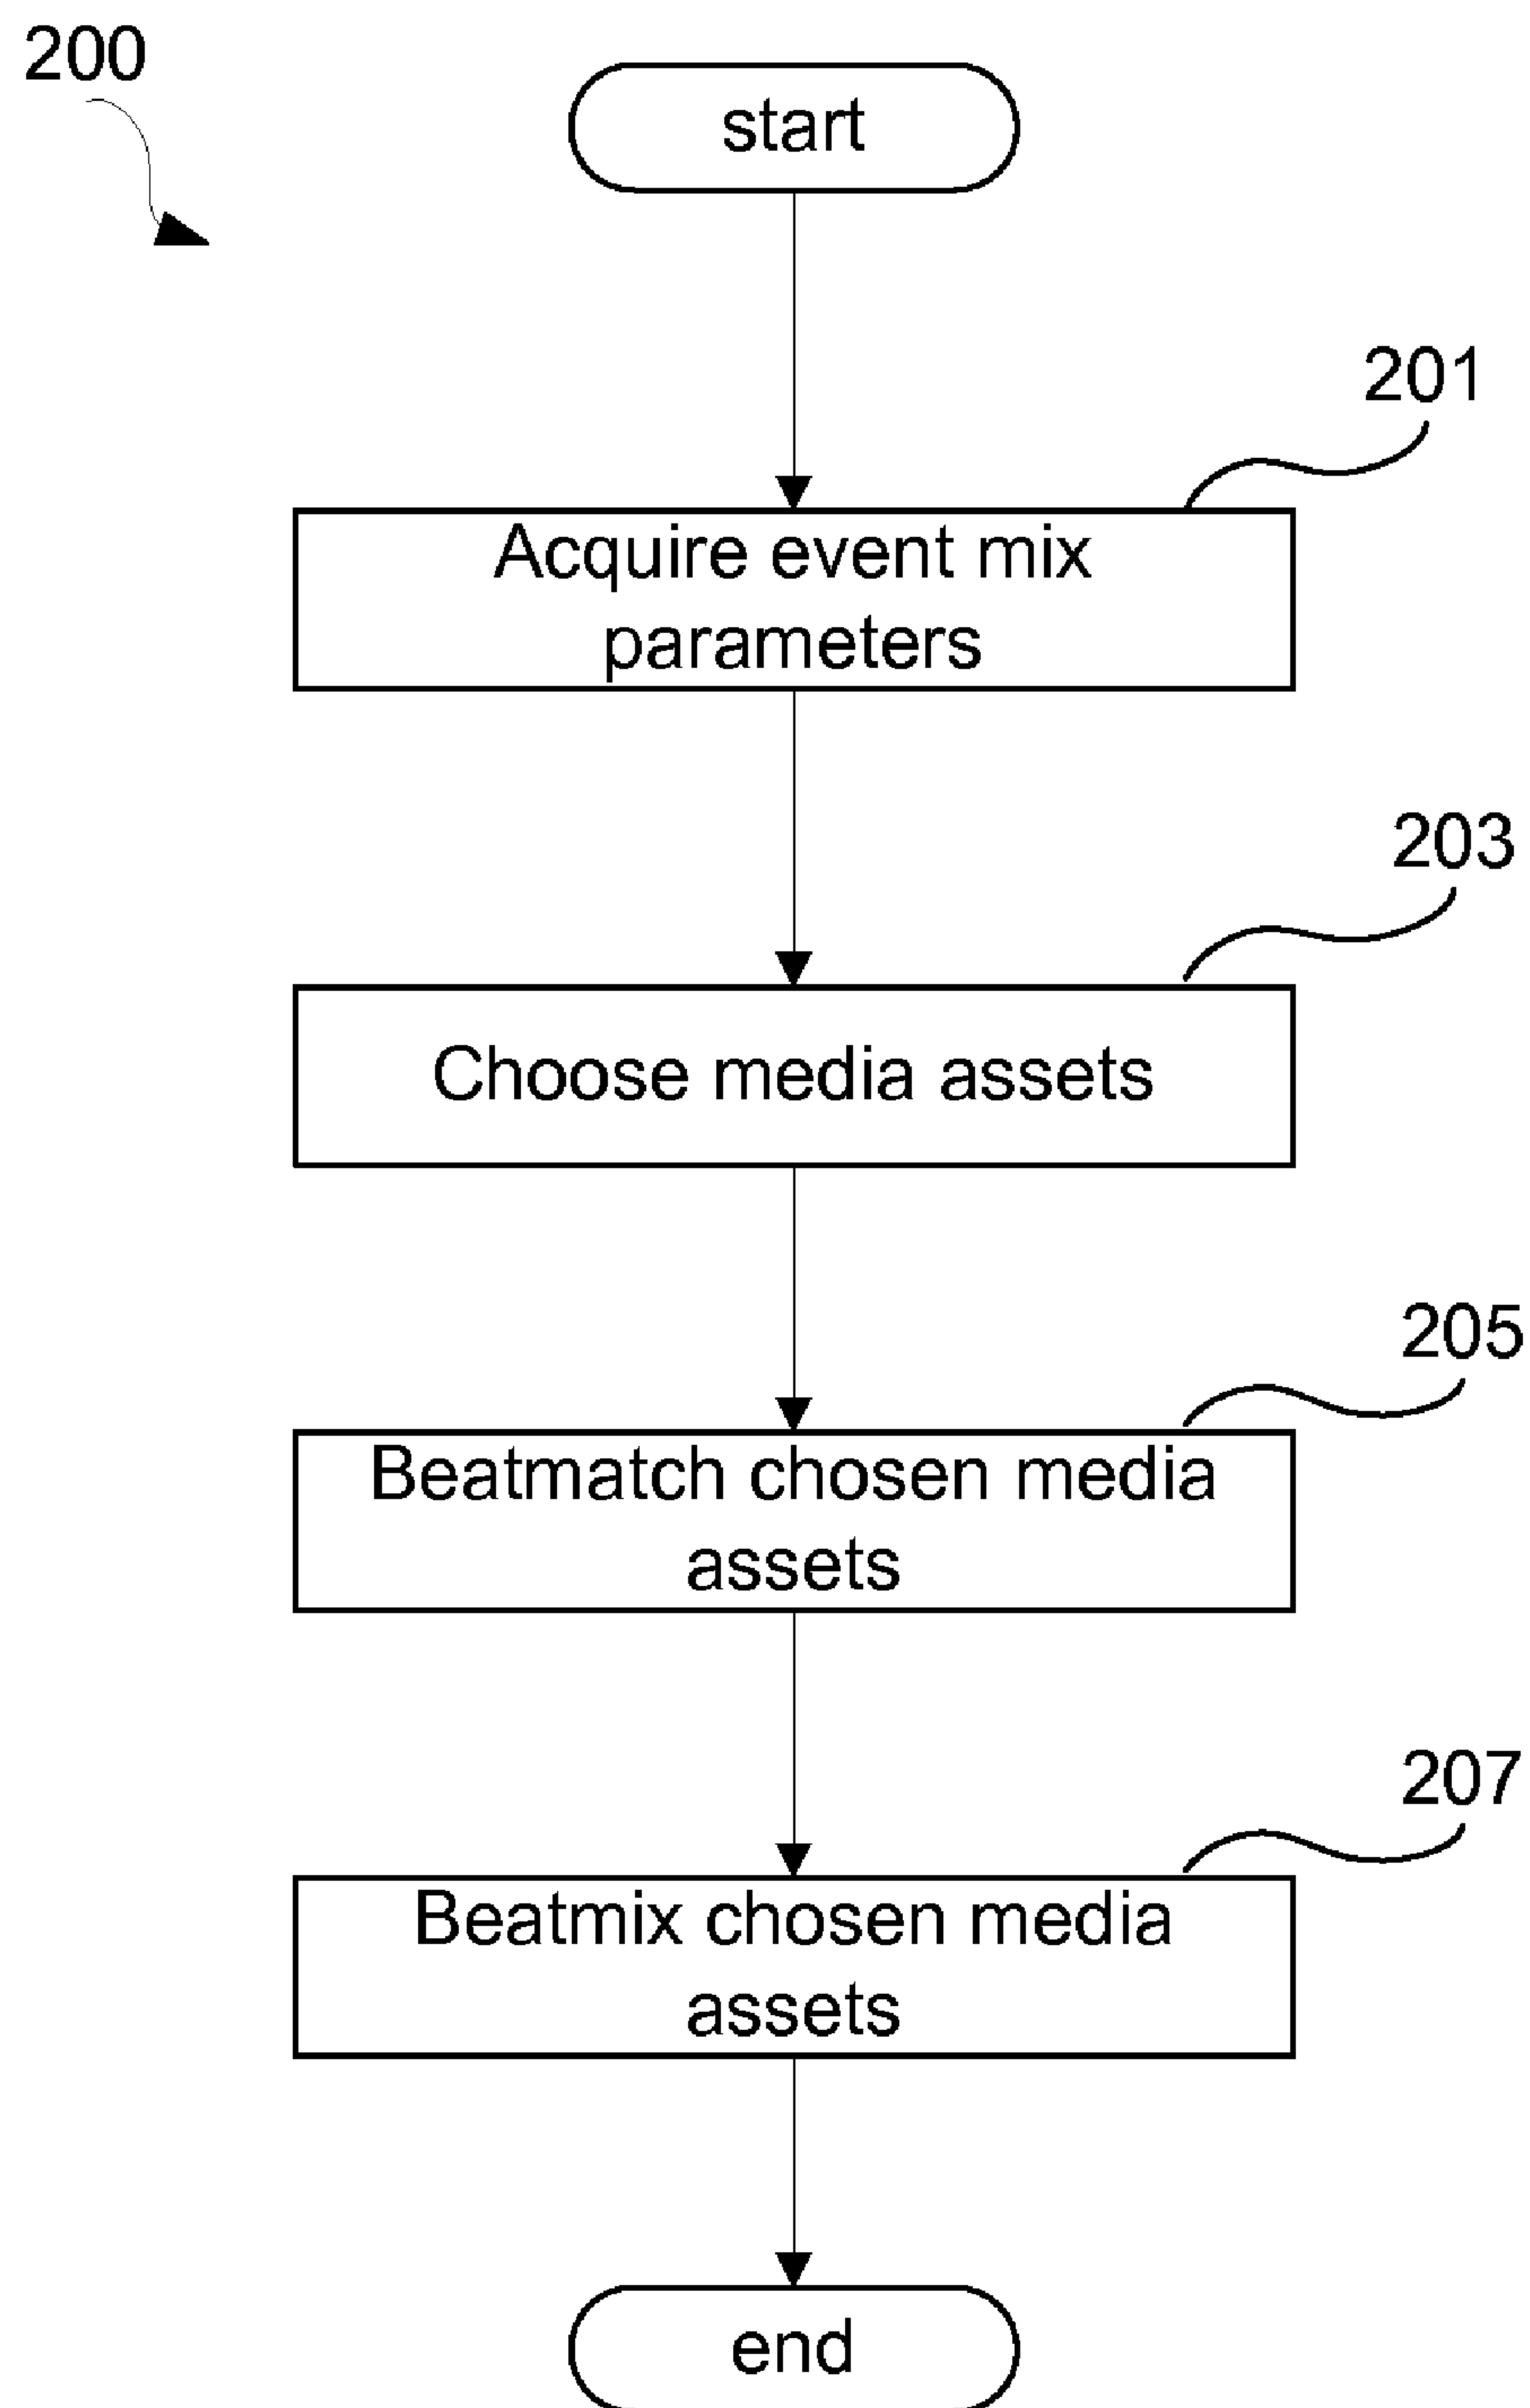 200
start
201
Acquire event mix
parameters
203
Choose media assets
205
Beatmatch chosen media
assets
207
Beatmix chosen media
assets
end